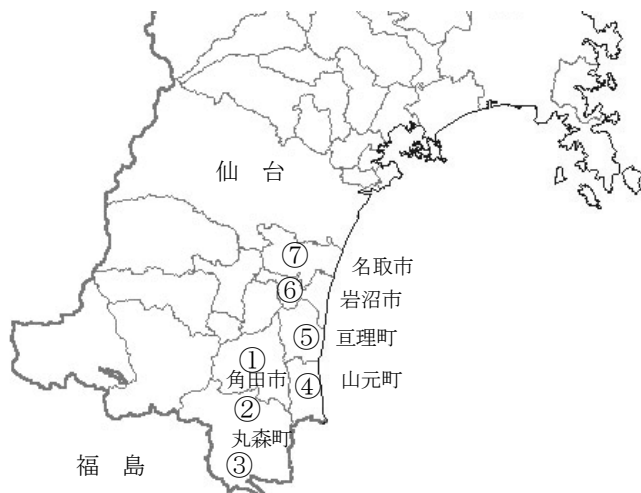 仙 台
⑦
名取市
⑥
岩沼市
⑤
亘理町
①
角田市
④
山元町
②
丸森町
福 島
③